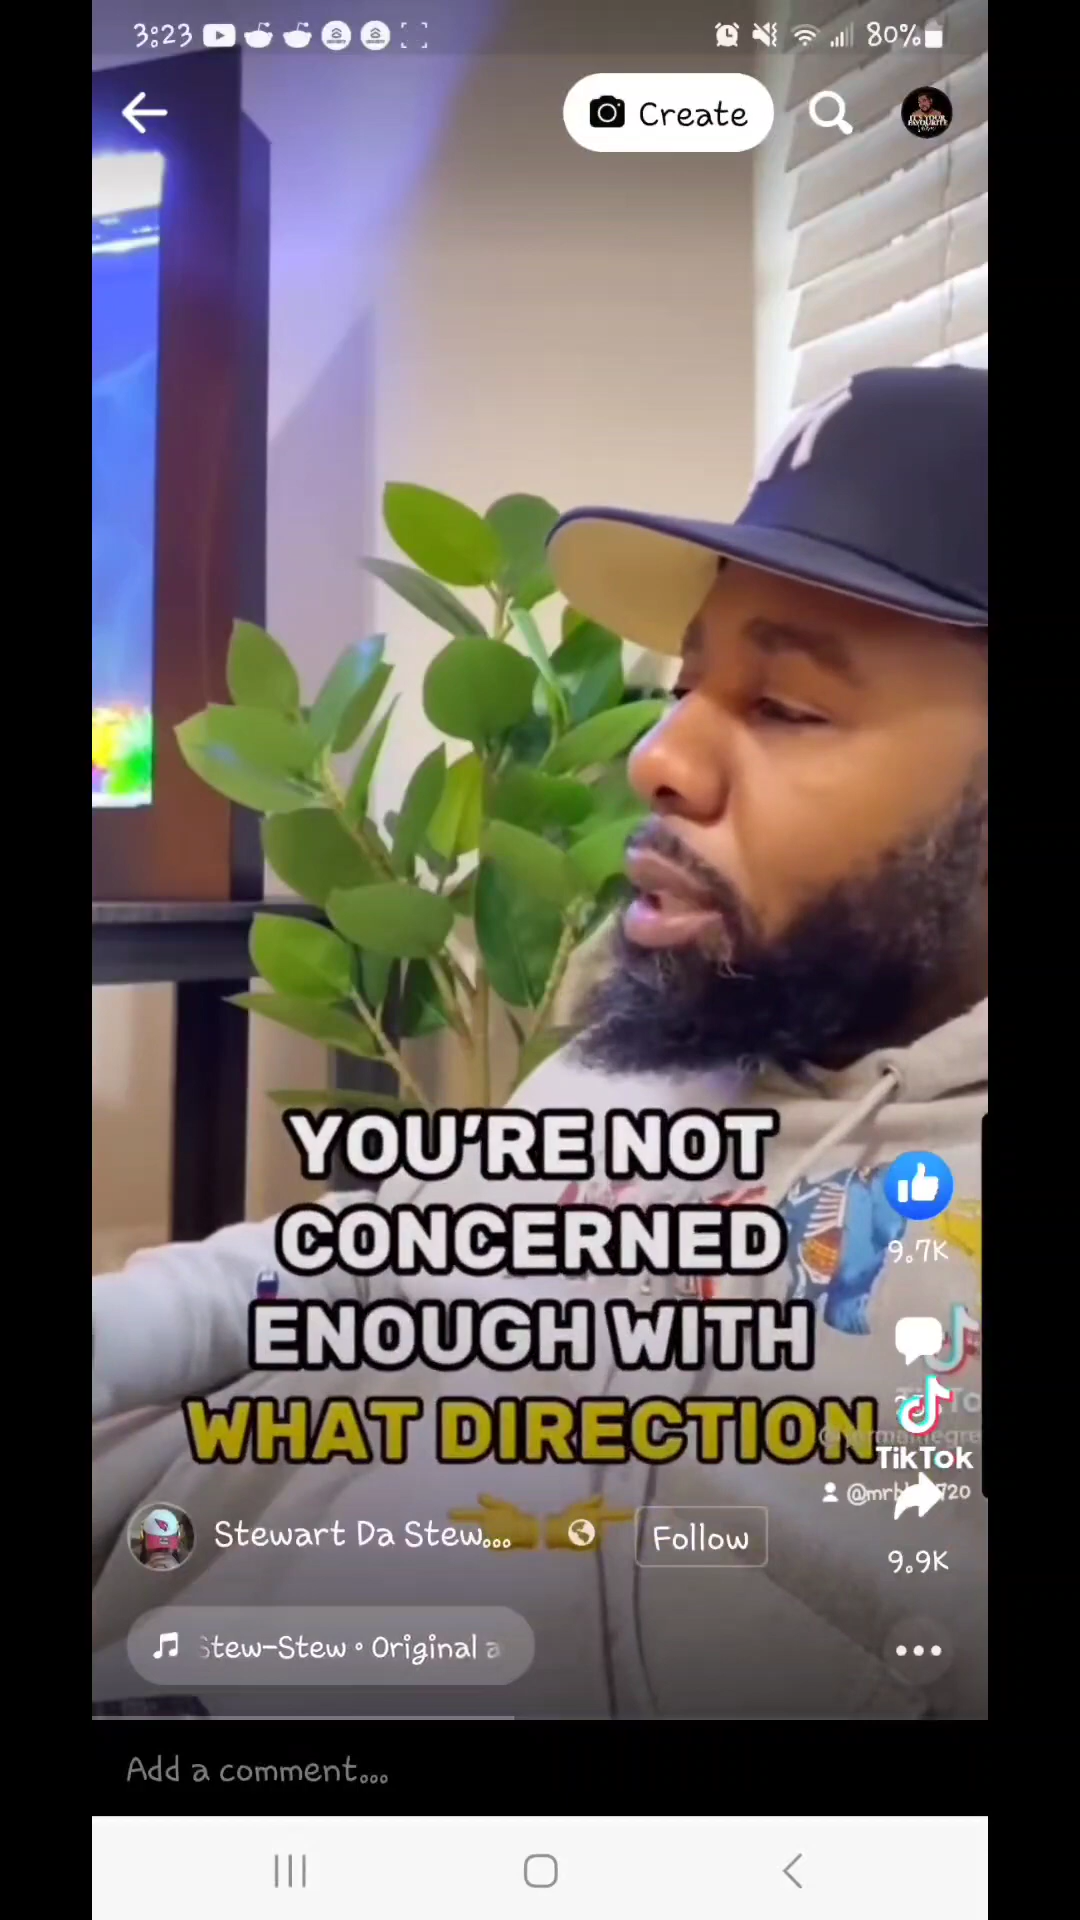 3:23
80%
Create
YOU'RE NOT
CONCERNED
ENOUGH WITH
WHAT DIRECTION
9.7K
TikTok
Stewart Da Stew...
Follow
9.9K
Stew-Stew • Original a
Add a comment...